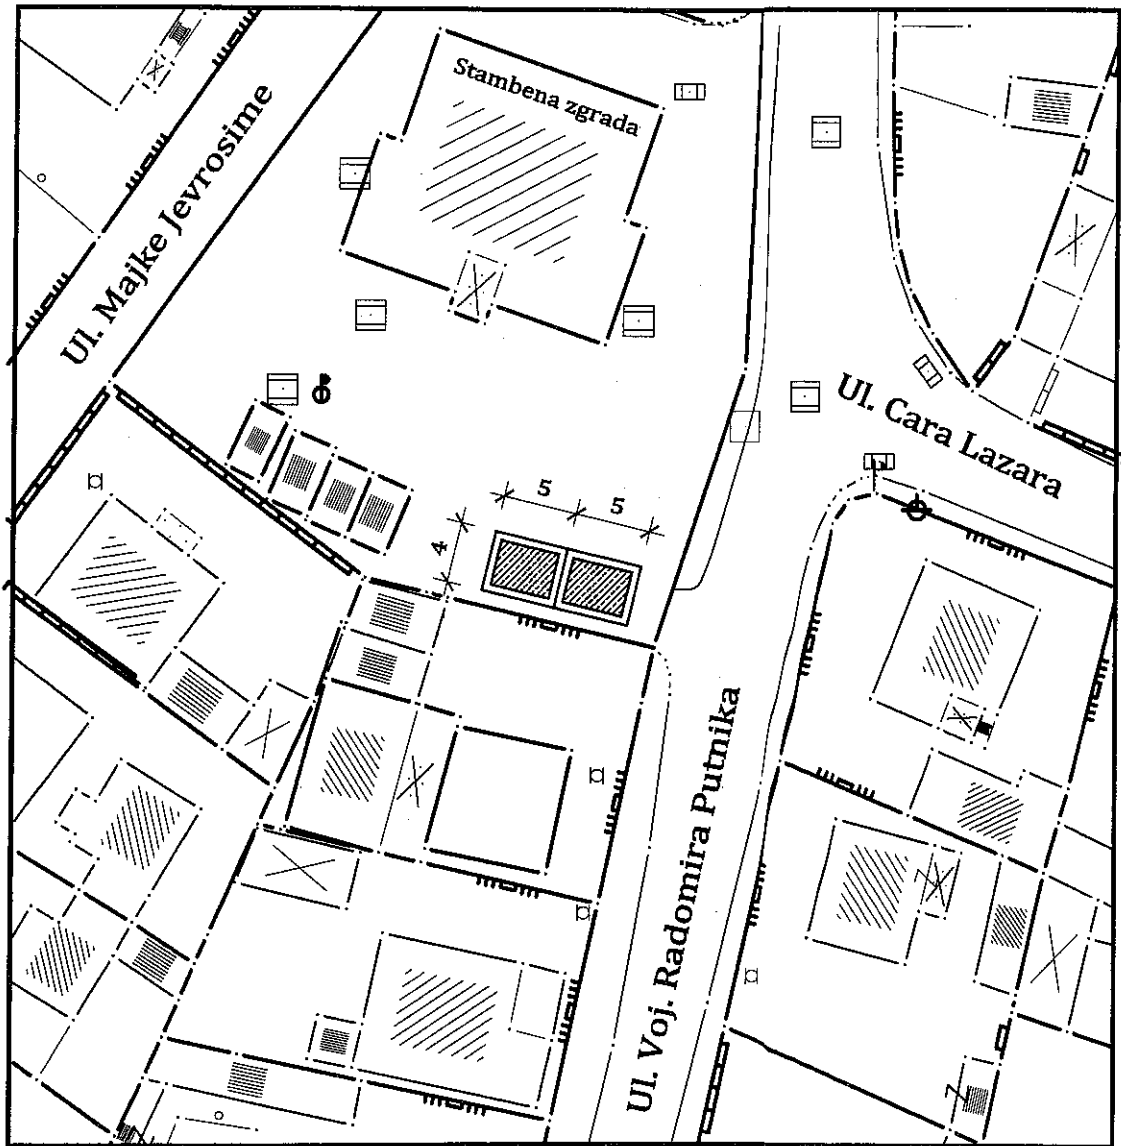 Stambena zgrada
Ul. Majke Jevrosime
Ul. Cara Lazara
5
5
4
Ul. Voj. Radomira Putnika